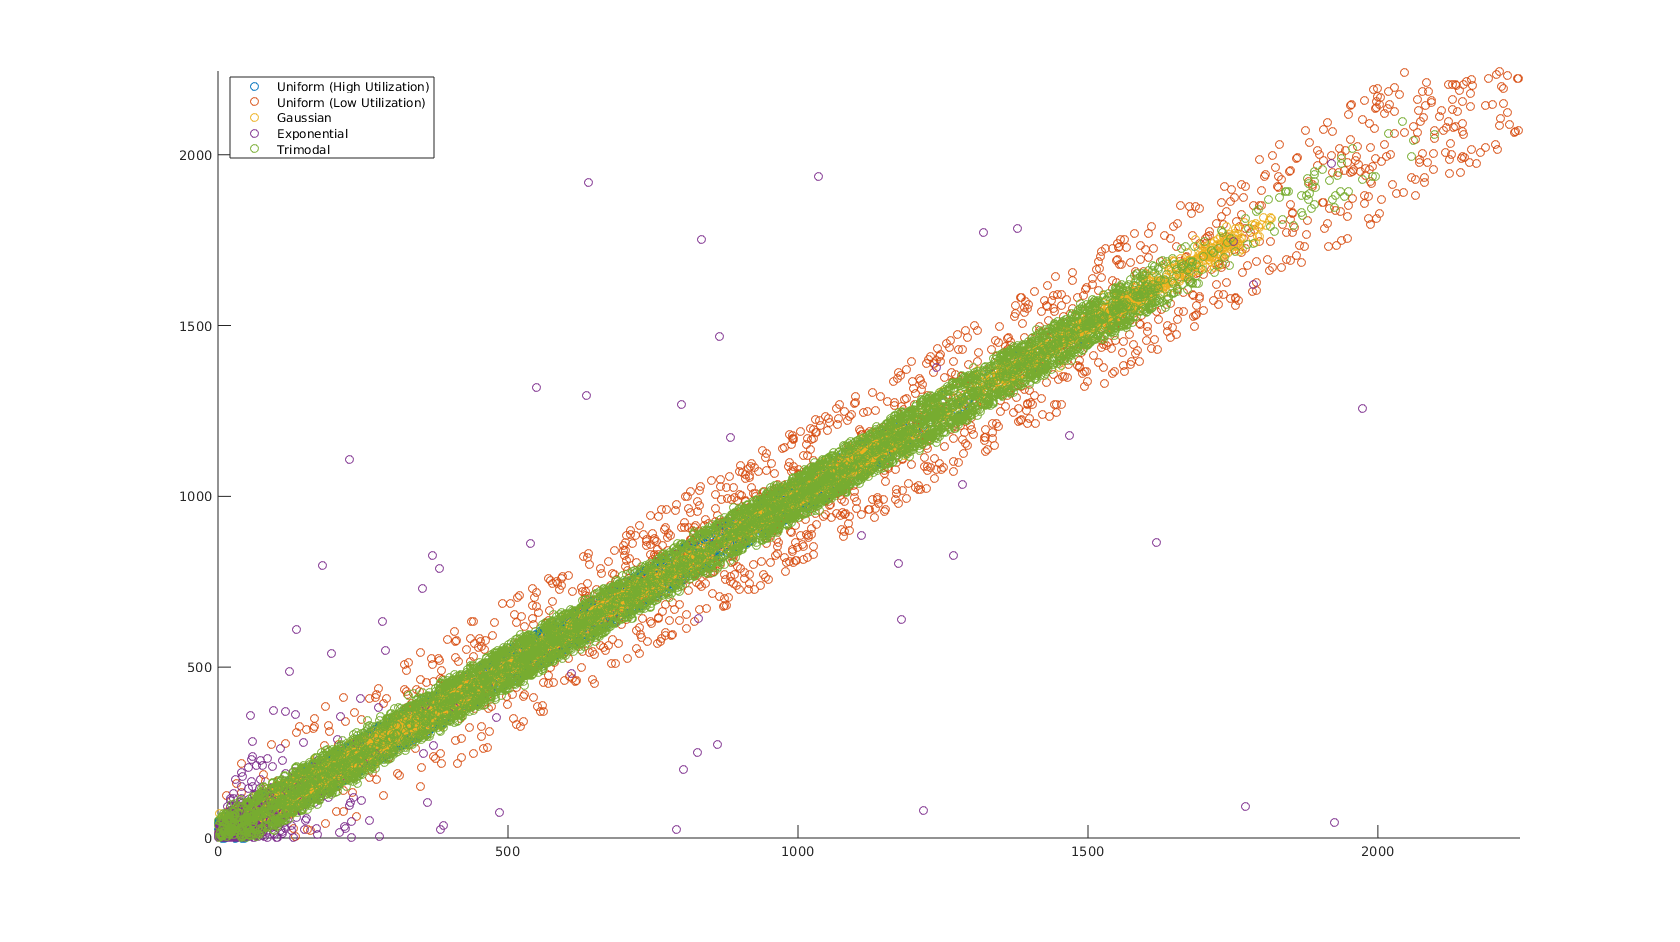 Uniform (High Utilization)
Uniform (Low Utilization)
Gaussian
Exponential
Trimodal
2000
1500
1000
500
0
0 500 1000 1500 2000